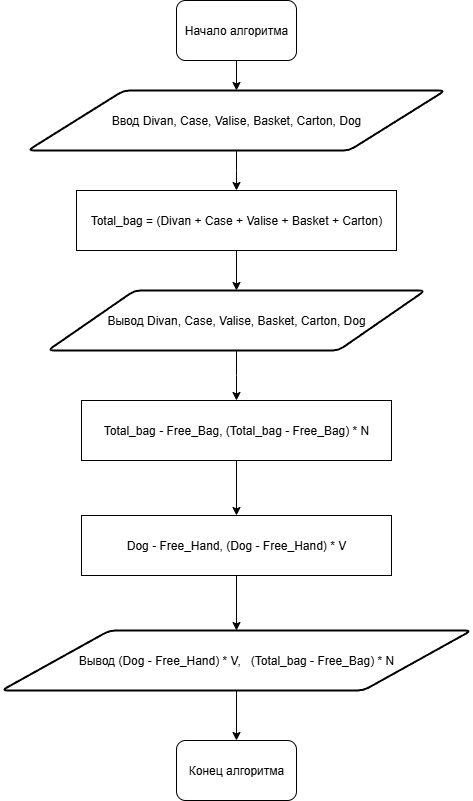 Начало алгоритма
Ввод Divan, Case, Valise, Basket, Carton, Dog
Total_bag = (Divan + Case + Valise + Basket + Carton)
Вывод Divan, Case, Valise, Basket, Carton, Dog
Total_bag - Free_Bag, (Total_bag - Free_Bag) * N
Dog - Free_Hand, (Dog - Free_Hand) * V
Вывод (Dog - Free_Hand) * V, (Total_bag - Free_Bag) * N
Конец алгоритма